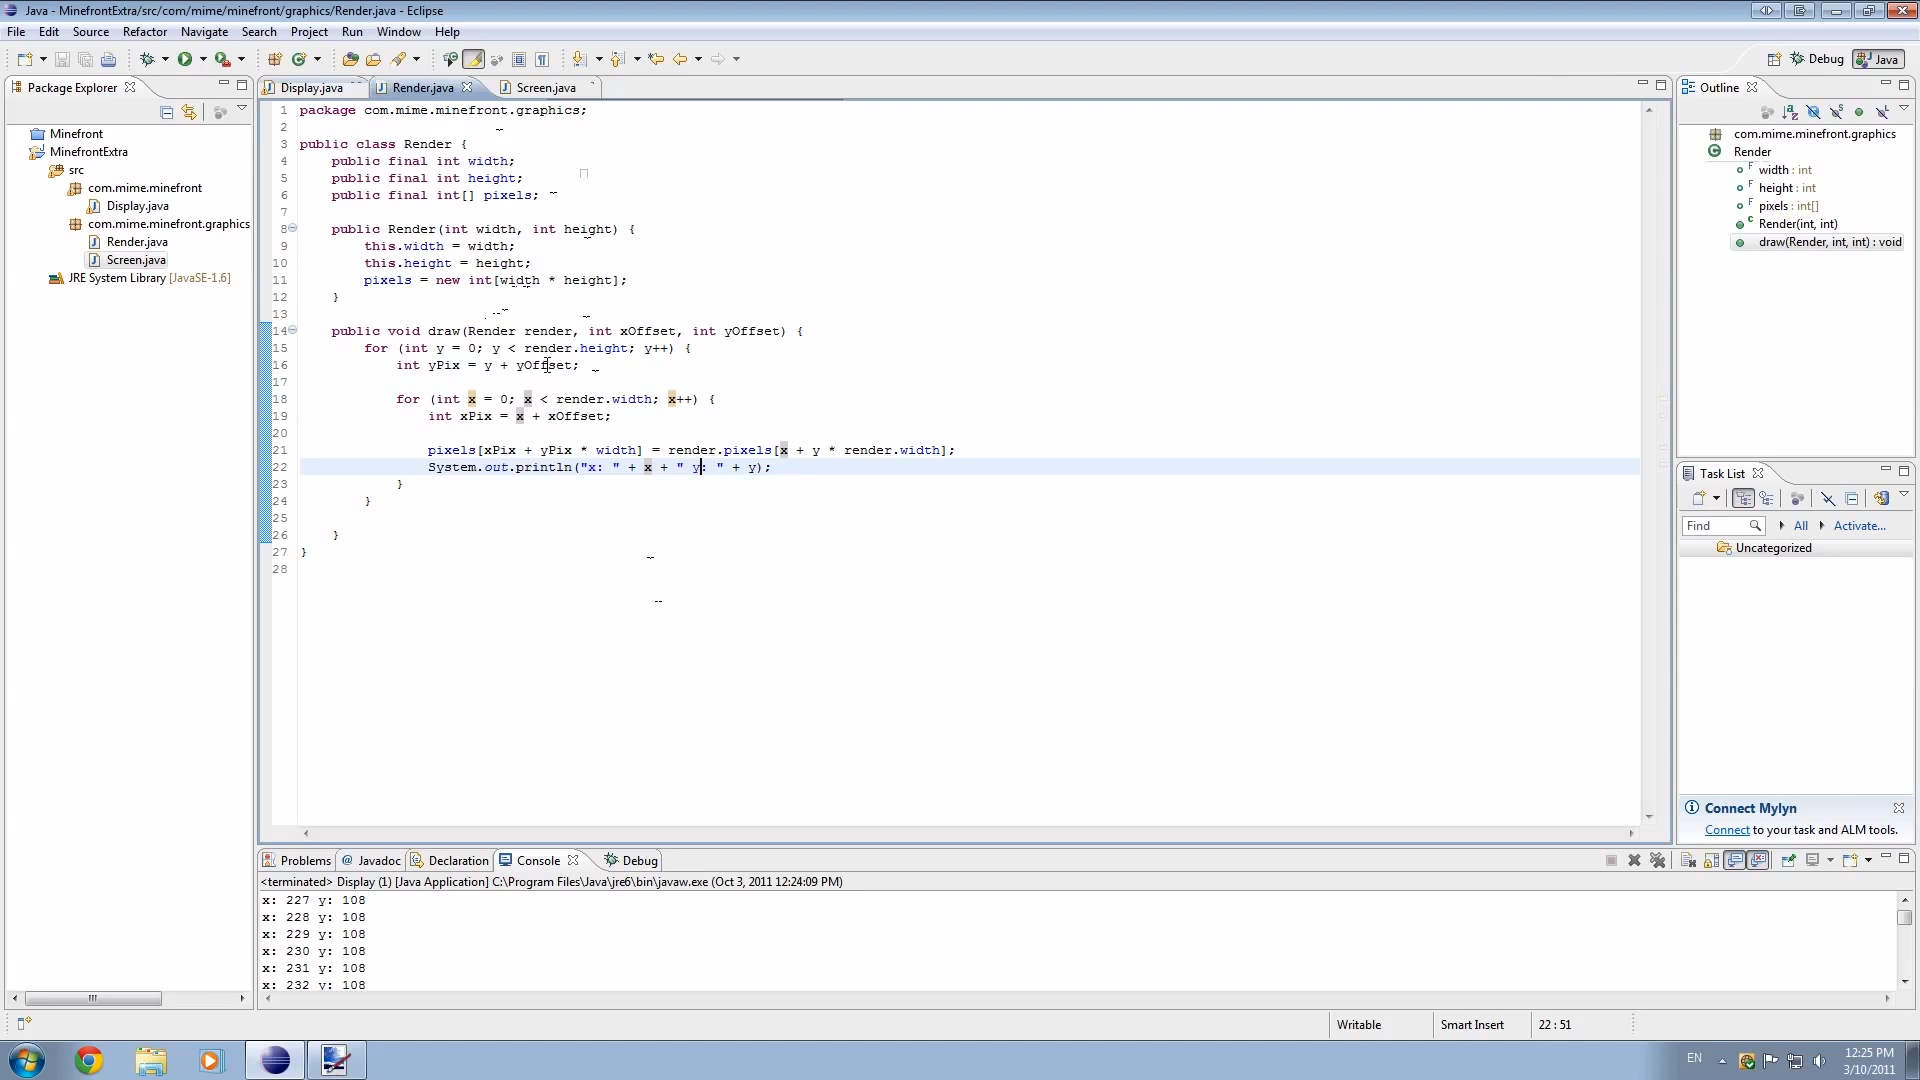 Java - MinefrontExtra/src/com/mime/minefront/graphics/Render.java - Eclipse
File Edit Source Refactor Navigate Search Project Run Window Help
Debug Java
Package Explorer
Minefront
MinefrontExtra
src
com.mime.minefront
Display.java
com.mime.minefront.graphics
Render.java
Screen.java
JRE System Library [JavaSE-1.6]
Display.java Render.java Screen.java
1 package com.mime.minefront.graphics;
2
3 public class Render {
4 public final int width;
5 public final int height;
6 public final int[] pixels;
7
8 public Render(int width, int height) {
9 this.width = width;
10 this.height = height;
11 pixels = new int[width * height];
12 }
13
14 public void draw(Render render, int xOffset, int yOffset) {
15 for (int y = 0; y < render.height; y++) {
16 int yPix = y + yOffset;
17
18 for (int x = 0; x < render.width; x++) {
19 int xPix = x + xOffset;
20
21 pixels[xPix + yPix * width] = render.pixels[x + y * render.width];
22 System.out.println("x: " + x + " y: " + y);
23 }
24 }
25
26 }
27 }
28
Outline
com.mime.minefront.graphics
Render
width : int
height : int
pixels : int[]
Render(int, int)
draw(Render, int, int) : void
Task List
Find All Activate...
Uncategorized
Connect Mylyn
Connect to your task and ALM tools.
Problems Javadoc Declaration Console Debug
<terminated> Display (1) [Java Application] C:\Program Files\Java\jre6\bin\javaw.exe (Oct 3, 2011 12:24:09 PM)
x: 227 y: 108
x: 228 y: 108
x: 229 y: 108
x: 230 y: 108
x: 231 y: 108
x: 232 y: 108
Writable Smart Insert 22 : 51
EN
12:25 PM
3/10/2011